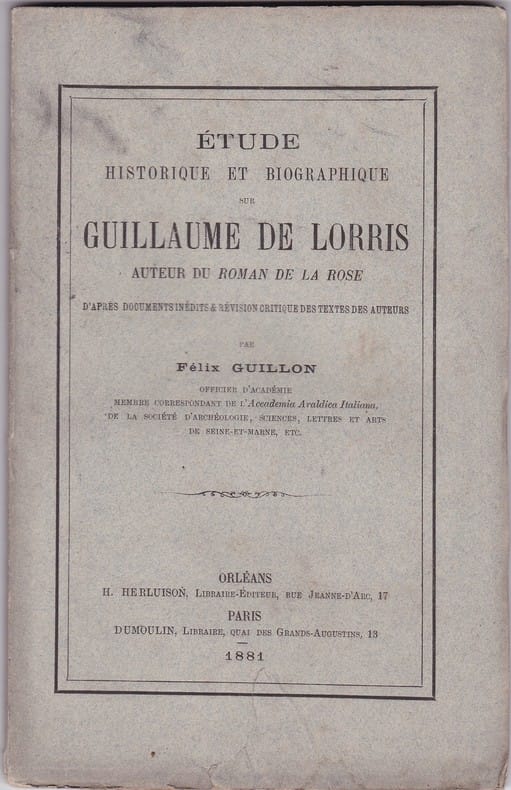 ÉTUDE
HISTORIQUE ET BIOGRAPHIQUE
SUR
GUILLAUME DE LORRIS
AUTEUR DU ROMAN DE LA ROSE
D'APRÈS DOCUMENTS INÉDITS & RÉVISION CRITIQUE DES TEXTES DES AUTEURS
PAR
Félix GUILLON
OFFICIER D'ACADÉMIE
MEMBRE CORRESPONDANT DE L'Accademia Araldica Italiana,
DE LA SOCIÉTÉ D'ARCHÉOLOGIE, SCIENCES, LETTRES ET ARTS
DE SEINE-ET-MARNE, ETC.
ORLÉANS
H. HERLUISON, LIBRAIRE-ÉDITEUR, RUE JEANNE-D'ARC, 17
PARIS
DUMOULIN, LIBRAIRE, QUAI DES GRANDS-AUGUSTINS, 13
1881